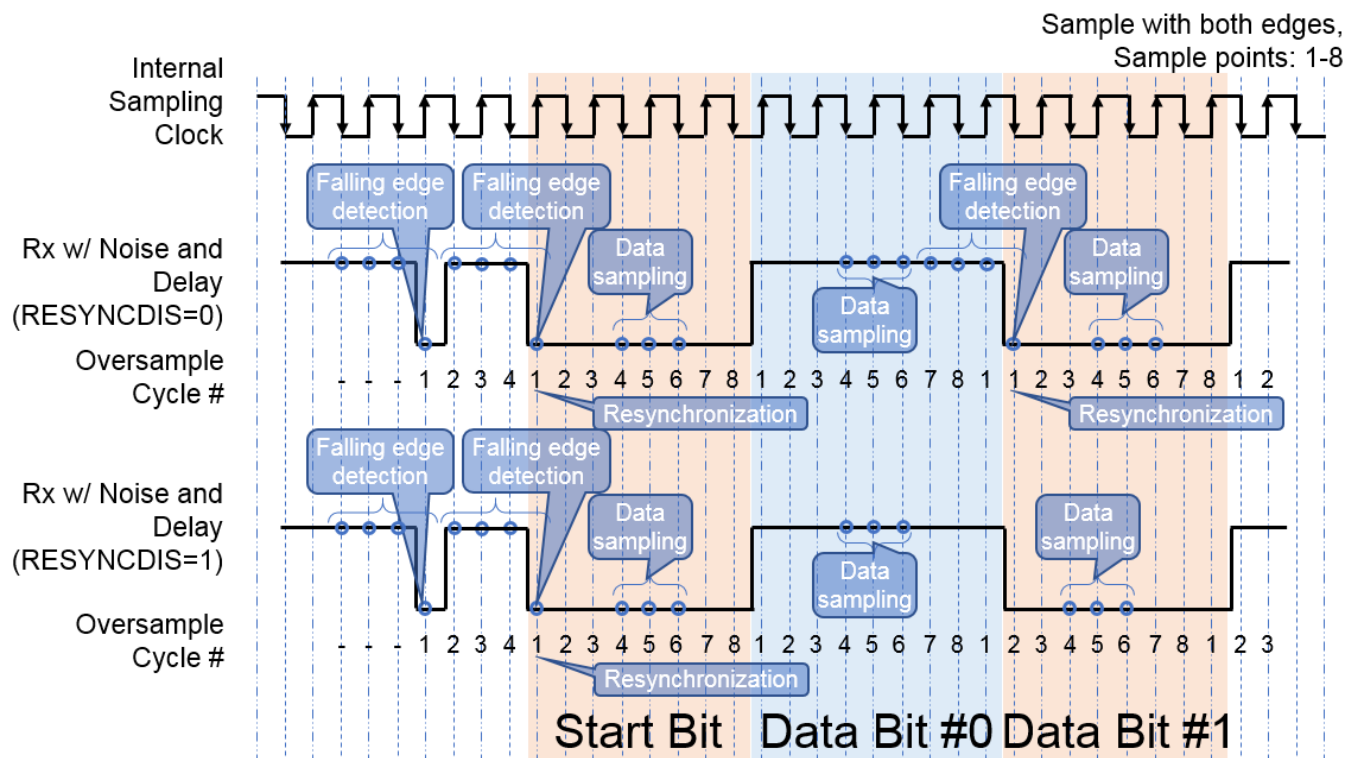 Sample with both edges,
Sample points: 1-8
Internal
Sampling
Clock
Falling edge
detection
Falling edge
detection
Falling edge
detection
Rx w/ Noise and
Delay
(RESYNCDIS=0)
Data
sampling
Data
sampling
Data
sampling
Oversample
Cycle #
- - - 1 2 3 4 1 2 3 4 5 6 7 8 1 2 3 4 5 6 7 8 1 1 2 3 4 5 6 7 8 1 2
Resynchronization
Resynchronization
Falling edge
detection
Falling edge
detection
Rx w/ Noise and
Delay
(RESYNCDIS=1)
Data
sampling
Data
sampling
Data
sampling
Oversample
Cycle #
- - - 1 2 3 4 1 2 3 4 5 6 7 8 1 2 3 4 5 6 7 8 1 2 3 4 5 6 7 8 1 2 3
Resynchronization
Start Bit
Data Bit #0
Data Bit #1